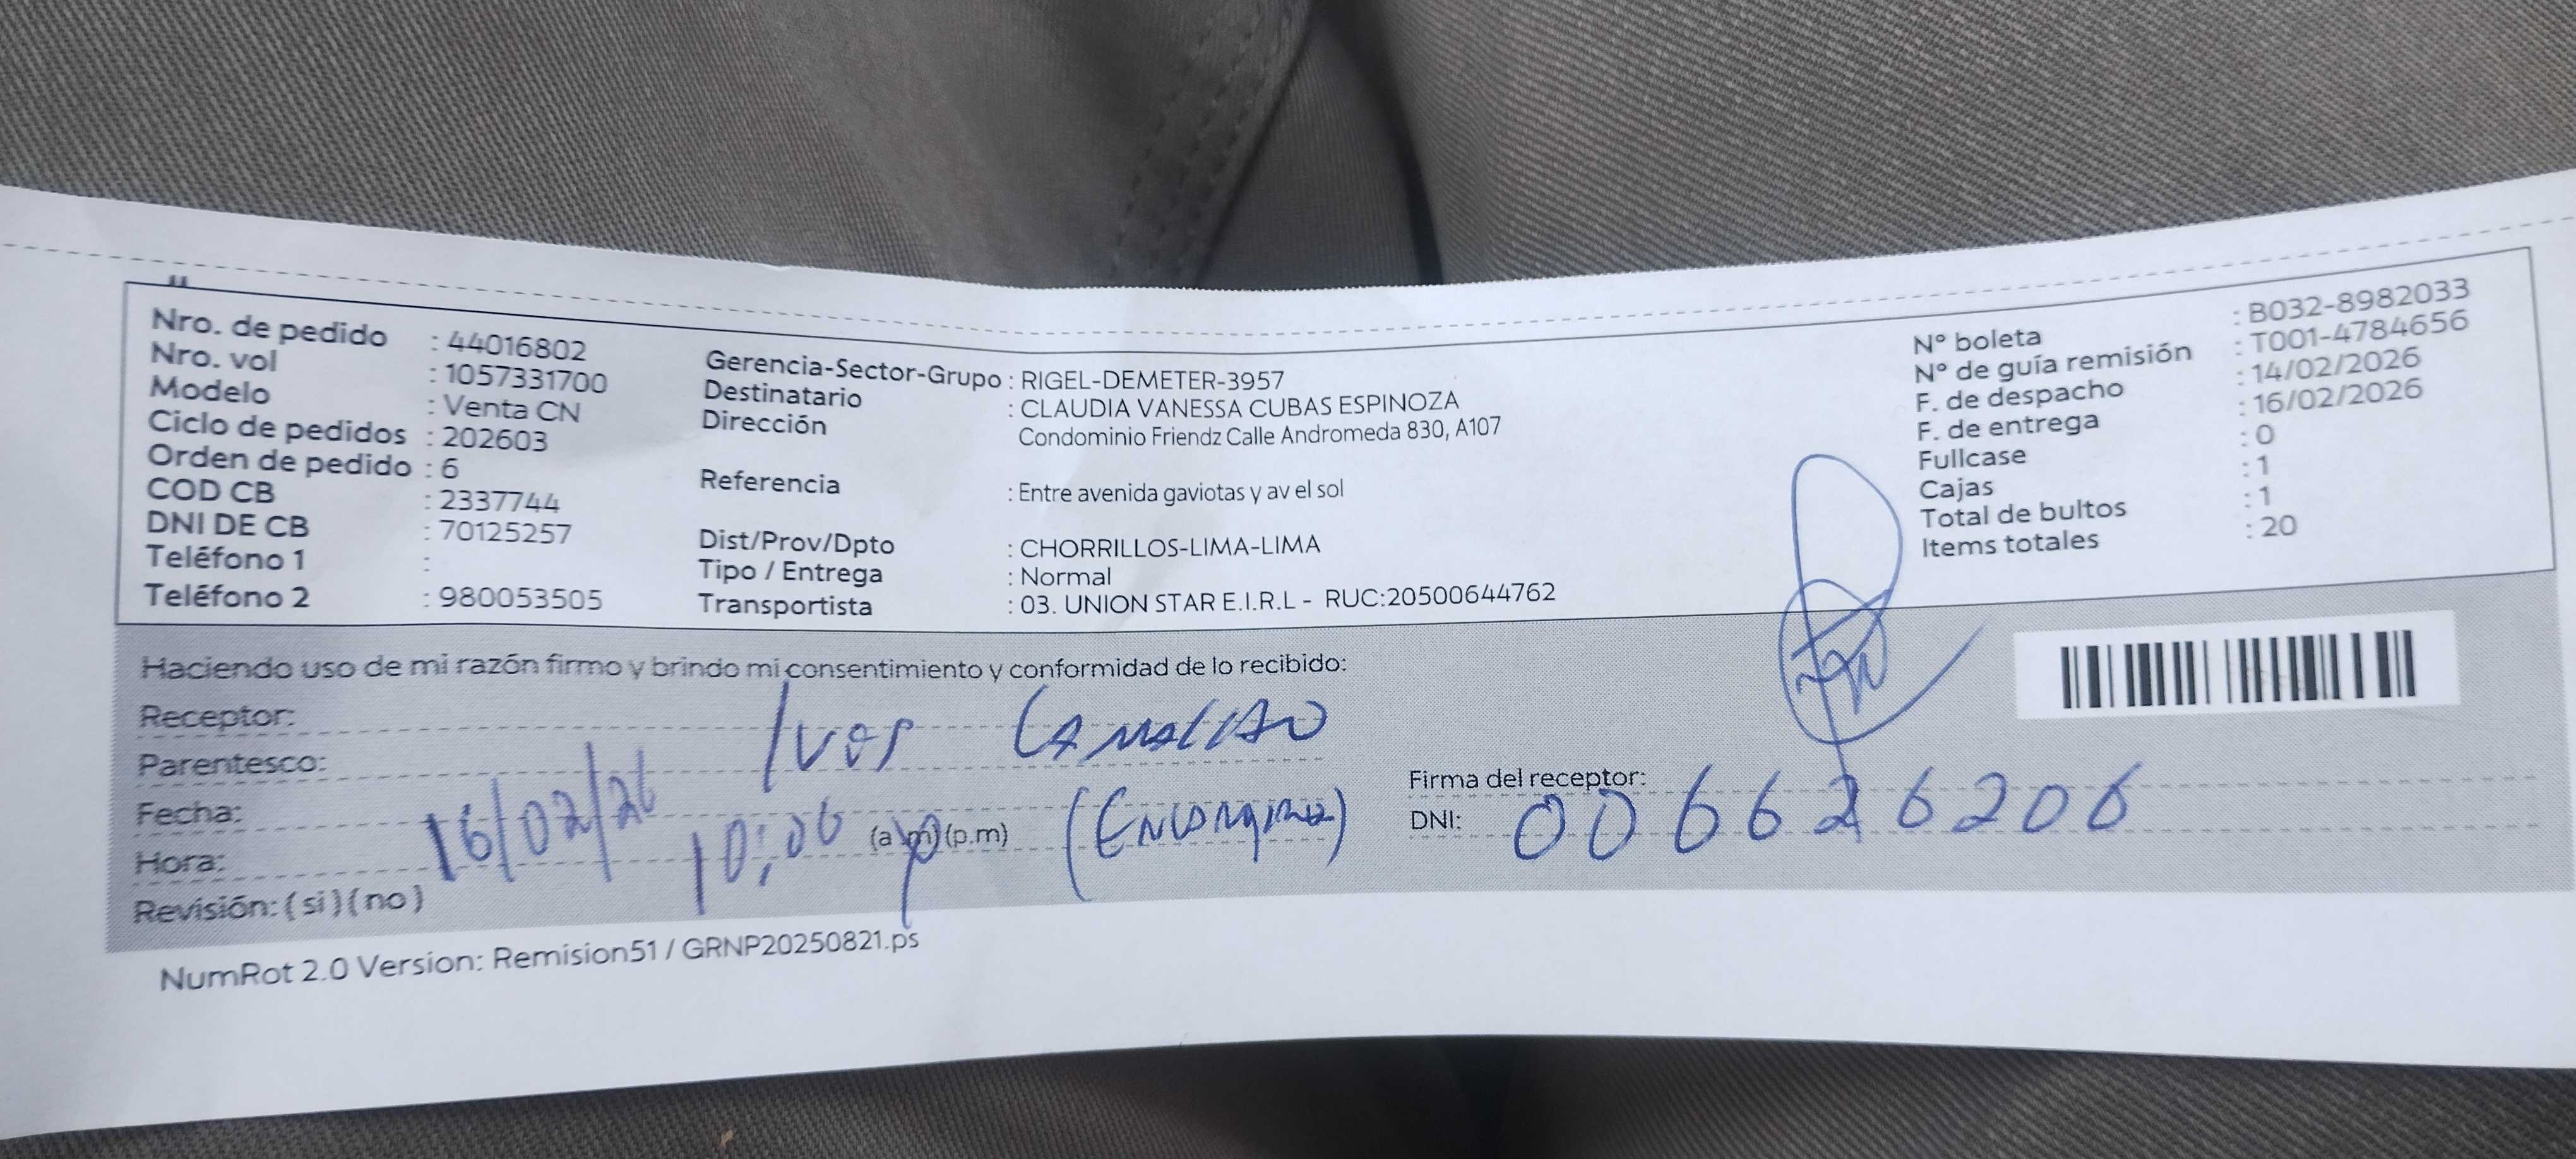 Nro. de pedido : 44016802
Nro. vol : 1057331700
Modelo : Venta CN
Ciclo de pedidos : 202603
Orden de pedido : 6
COD CB : 2337744
DNI DE CB : 70125257
Teléfono 1 :
Teléfono 2 : 980053505
Gerencia-Sector-Grupo : RIGEL-DEMETER-3957
Destinatario : CLAUDIA VANESSA CUBAS ESPINOZA
Dirección Condominio Friendz Calle Andromeda 830, A107
Referencia : Entre avenida gaviotas y av el sol
Dist/Prov/Dpto : CHORRILLOS-LIMA-LIMA
Tipo / Entrega : Normal
Transportista : 03. UNION STAR E.I.R.L - RUC:20500644762
N° boleta : B032-8982033
N° de guía remisión : T001-4784656
F. de despacho : 14/02/2026
F. de entrega : 16/02/2026
Fullcase : 0
Cajas : 1
Total de bultos : 1
Items totales : 20
Haciendo uso de mi razón firmo y brindo mi consentimiento y conformidad de lo recibido:
Receptor:
Parentesco:
Fecha: 16/02/26
Hora: 10:06 (a.m)(p.m)
Revisión: (si)(no)
Firma del receptor:
DNI:
NumRot 2.0 Version: Remision51 / GRNP20250821.ps